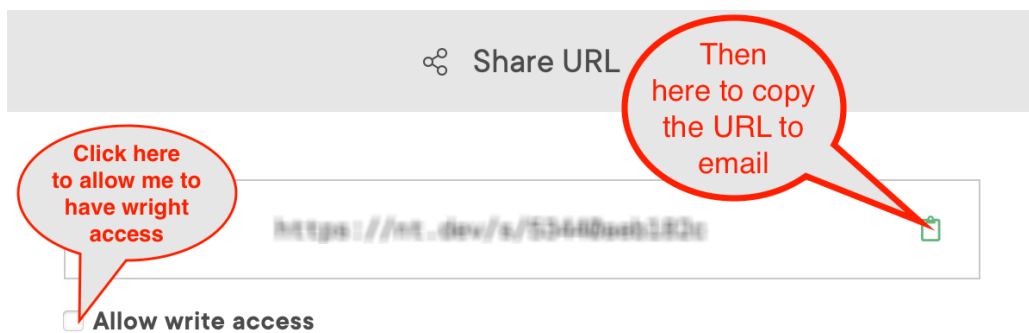 Share URL
Then
here to copy
the URL to
email
Click here
to allow me to
have wright
access
Allow write access